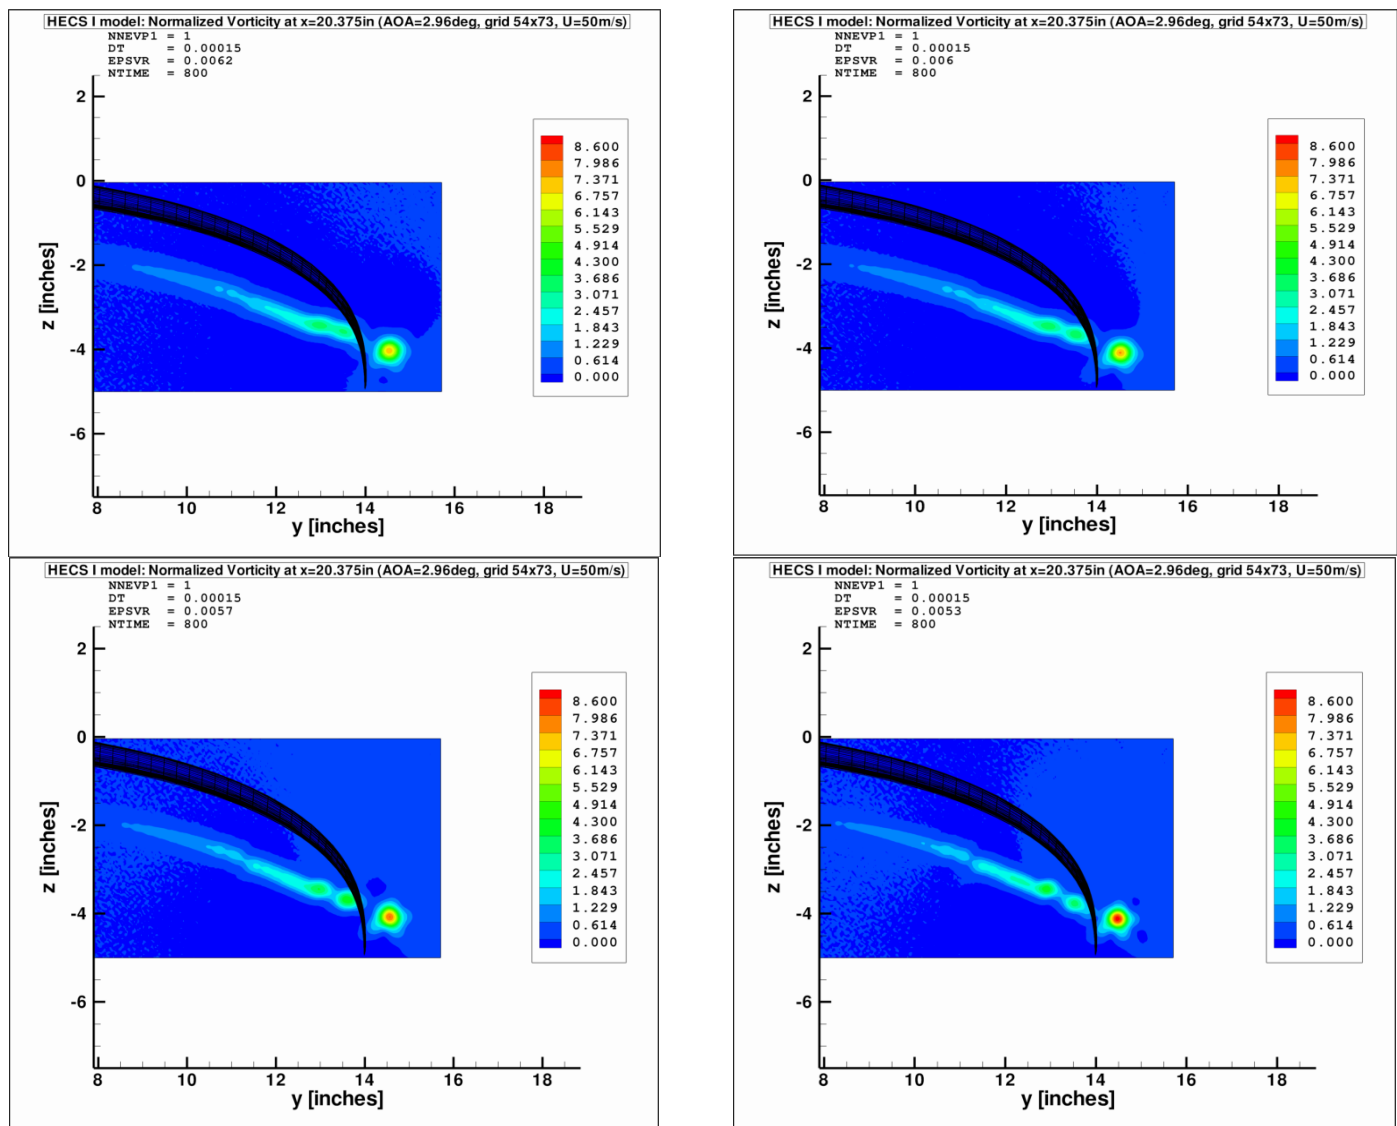 HECS I model: Normalized Vorticity at x=20.375in (AOA=2.96deg, grid 54x73, U=50m/s)
NNEVP1 = 1
DT = 0.00015
EPSVR = 0.0062
NTIME = 800
2
0
-2
-4
-6
z [inches]
8 10 12 14 16 18
y [inches]
8.600
7.986
7.371
6.757
6.143
5.529
4.914
4.300
3.686
3.071
2.457
1.843
1.229
0.614
0.000
HECS I model: Normalized Vorticity at x=20.375in (AOA=2.96deg, grid 54x73, U=50m/s)
NNEVP1 = 1
DT = 0.00015
EPSVR = 0.006
NTIME = 800
2
0
-2
-4
-6
z [inches]
8 10 12 14 16 18
y [inches]
8.600
7.986
7.371
6.757
6.143
5.529
4.914
4.300
3.686
3.071
2.457
1.843
1.229
0.614
0.000
HECS I model: Normalized Vorticity at x=20.375in (AOA=2.96deg, grid 54x73, U=50m/s)
NNEVP1 = 1
DT = 0.00015
EPSVR = 0.0057
NTIME = 800
2
0
-2
-4
-6
z [inches]
8 10 12 14 16 18
y [inches]
8.600
7.986
7.371
6.757
6.143
5.529
4.914
4.300
3.686
3.071
2.457
1.843
1.229
0.614
0.000
HECS I model: Normalized Vorticity at x=20.375in (AOA=2.96deg, grid 54x73, U=50m/s)
NNEVP1 = 1
DT = 0.00015
EPSVR = 0.0053
NTIME = 800
2
0
-2
-4
-6
z [inches]
8 10 12 14 16 18
y [inches]
8.600
7.986
7.371
6.757
6.143
5.529
4.914
4.300
3.686
3.071
2.457
1.843
1.229
0.614
0.000